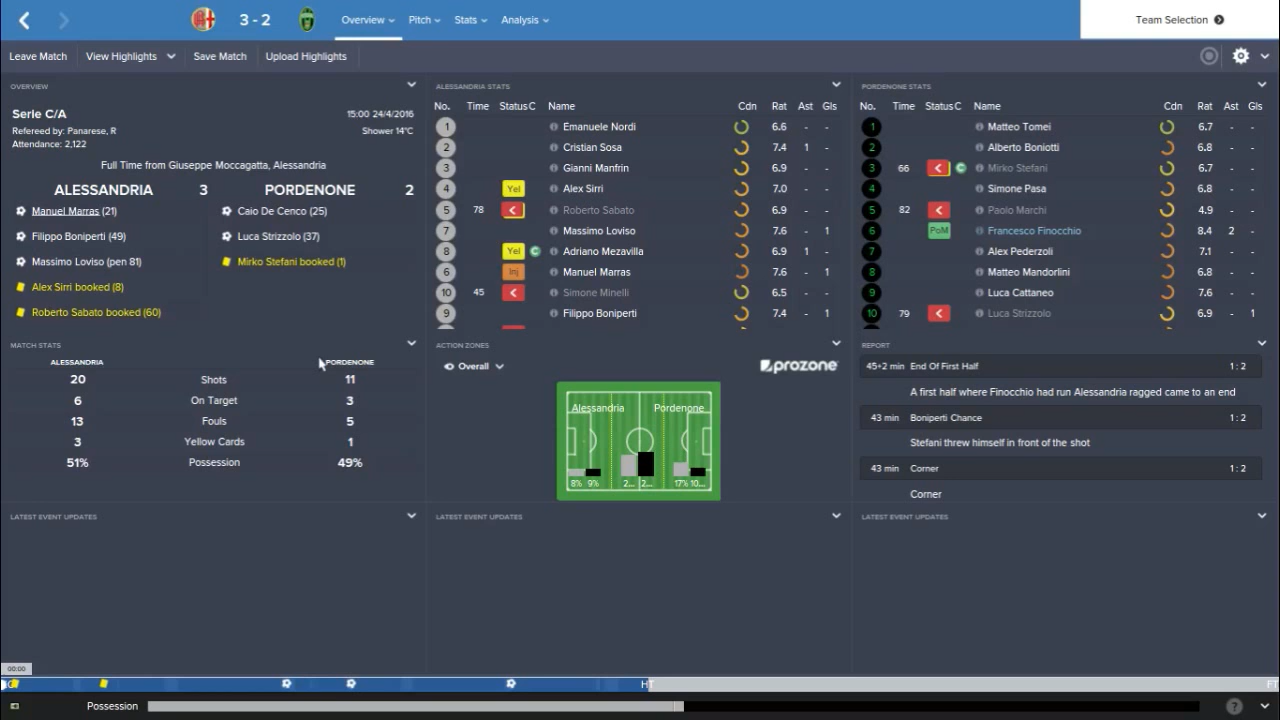 3 - 2
Overview
Pitch
Stats
Analysis
Team Selection
Leave Match
View Highlights
Save Match
Upload Highlights
OVERVIEW
Serie C/A
15:00 24/4/2016
Refereed by: Panarese, R
Shower 14°C
Attendance: 2,122
Full Time from Giuseppe Moccagatta, Alessandria
ALESSANDRIA 3 PORDENONE 2
Manuel Marras (21)
Caio De Cenco (25)
Filippo Boniperti (49)
Luca Strizzolo (37)
Massimo Loviso (pen 81)
Mirko Stefani booked (1)
Alex Sirri booked (8)
Roberto Sabato booked (60)
ALESSANDRIA STATS
No. Time Status C Name Cdn Rat Ast Gls
1 Emanuele Nordi 6.6 - -
2 Cristian Sosa 7.4 1 -
3 Gianni Manfrin 6.9 - -
4 Yel Alex Sirri 7.0 - -
5 78 Roberto Sabato 6.9 - -
7 Massimo Loviso 7.6 - 1
8 Yel C Adriano Mezavilla 6.9 1 -
6 Inj Manuel Marras 7.6 - 1
10 45 Simone Minelli 6.5 - -
9 Filippo Boniperti 7.4 - 1
PORDENONE STATS
No. Time Status C Name Cdn Rat Ast Gls
1 Matteo Tomei 6.7 - -
2 Alberto Boniotti 6.8 - -
3 66 C Mirko Stefani 6.7 - -
4 Simone Pasa 6.8 - -
5 82 Paolo Marchi 4.9 - -
6 PoM Francesco Finocchio 8.4 2 -
7 Alex Pederzoli 7.1 - -
8 Matteo Mandorlini 6.8 - -
9 Luca Cattaneo 7.6 - -
10 79 Luca Strizzolo 6.9 - 1
MATCH STATS
ALESSANDRIA PORDENONE
20 Shots 11
6 On Target 3
13 Fouls 5
3 Yellow Cards 1
51% Possession 49%
ACTION ZONES
Overall
prozone
Alessandria Pordenone
8% 9% 2... 2... 17% 10...
REPORT
45+2 min End Of First Half 1 : 2
A first half where Finocchio had run Alessandria ragged came to an end
43 min Boniperti Chance 1 : 2
Stefani threw himself in front of the shot
43 min Corner 1 : 2
Corner
LATEST EVENT UPDATES
LATEST EVENT UPDATES
LATEST EVENT UPDATES
00:00
HT
FT
Possession
?